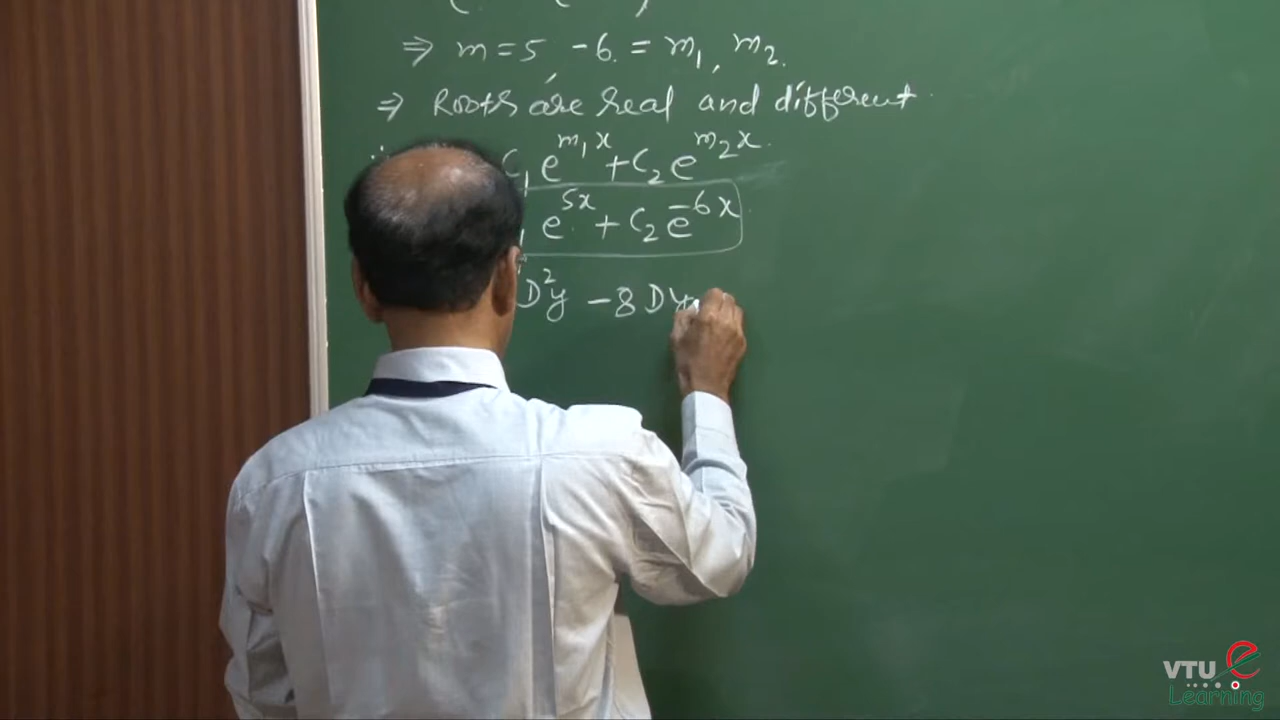 ⇒ m = 5, -6. = m₁, m₂.
⇒ Roots are real and different.
C₁ e^{m₁x} + C₂ e^{m₂x}.
e^{5x} + C₂ e^{-6x}
D²y - 8 Dy
VTU e
Learning